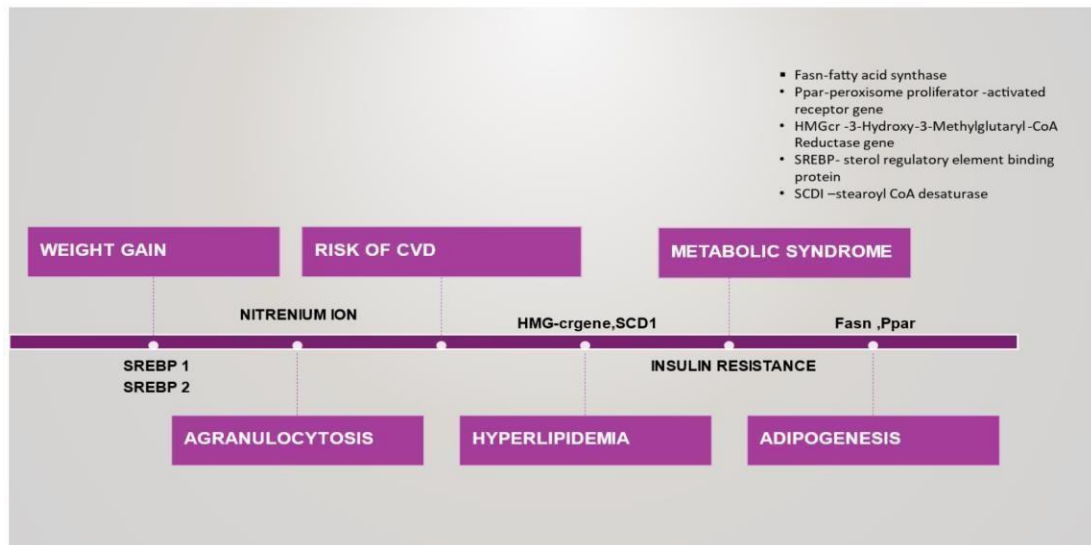 ▪ Fasn-fatty acid synthase
• Ppar-peroxisome proliferator -activated
receptor gene
• HMGcr -3-Hydroxy-3-Methylglutaryl -CoA
Reductase gene
• SREBP- sterol regulatory element binding
protein
• SCDI –stearoyl CoA desaturase
WEIGHT GAIN
RISK OF CVD
METABOLIC SYNDROME
NITRENIUM ION
HMG-crgene,SCD1
Fasn ,Ppar
SREBP 1
SREBP 2
INSULIN RESISTANCE
AGRANULOCYTOSIS
HYPERLIPIDEMIA
ADIPOGENESIS